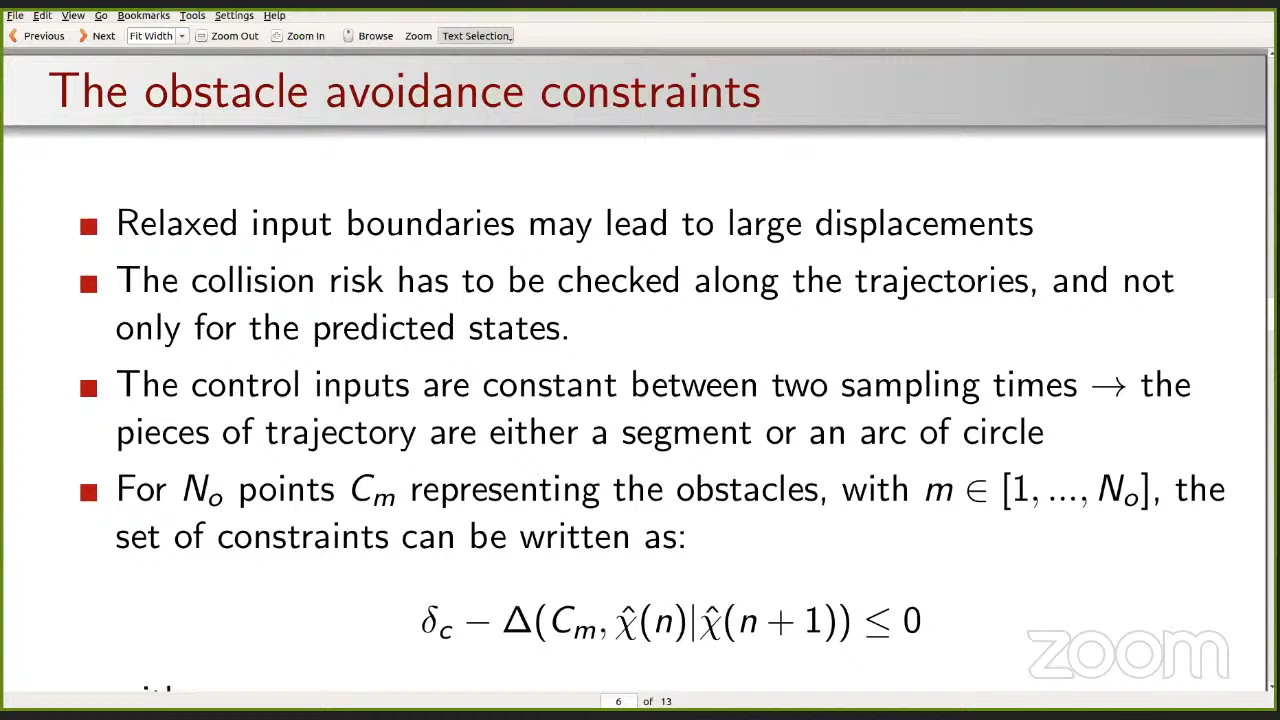 File Edit View Go Bookmarks Tools Settings Help
Previous Next Fit Width Zoom Out Zoom In Browse Zoom Text Selection
The obstacle avoidance constraints
Relaxed input boundaries may lead to large displacements
The collision risk has to be checked along the trajectories, and not
only for the predicted states.
The control inputs are constant between two sampling times → the
pieces of trajectory are either a segment or an arc of circle
For Nₒ points Cₘ representing the obstacles, with m ∈ [1, ..., Nₒ], the
set of constraints can be written as:
δ_c − Δ(Cₘ, χ̂(n)|χ̂(n + 1)) ≤ 0
zoom
6 of 13